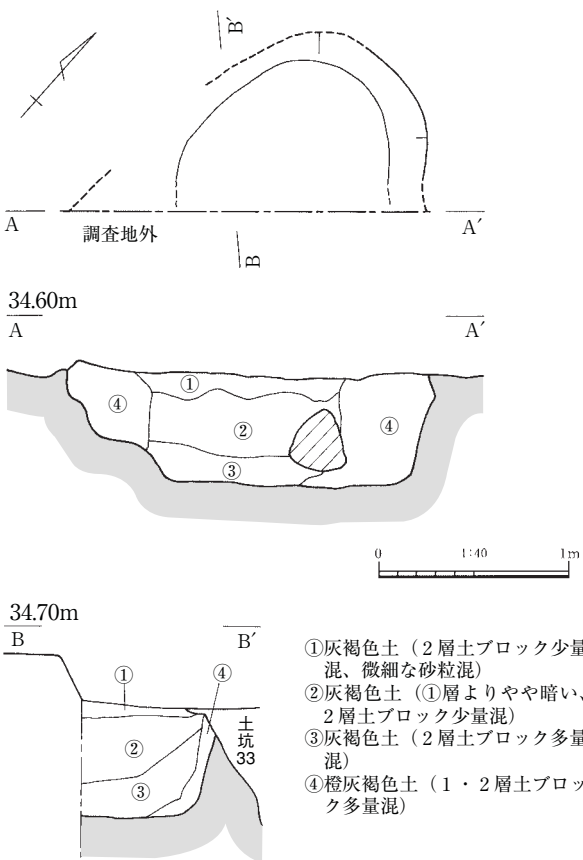 B′
A
調査地外
B
A′
34.60m
A
A′
①
④
②
④
③
0
1:40
1m
34.70m
B
B′
①
④
②
③
土坑33
①灰褐色土（２層土ブロック少量
混、微細な砂粒混）
②灰褐色土（①層よりやや暗い、
２層土ブロック少量混）
③灰褐色土（２層土ブロック多量
混）
④橙灰褐色土（１・２層土ブロッ
ク多量混）